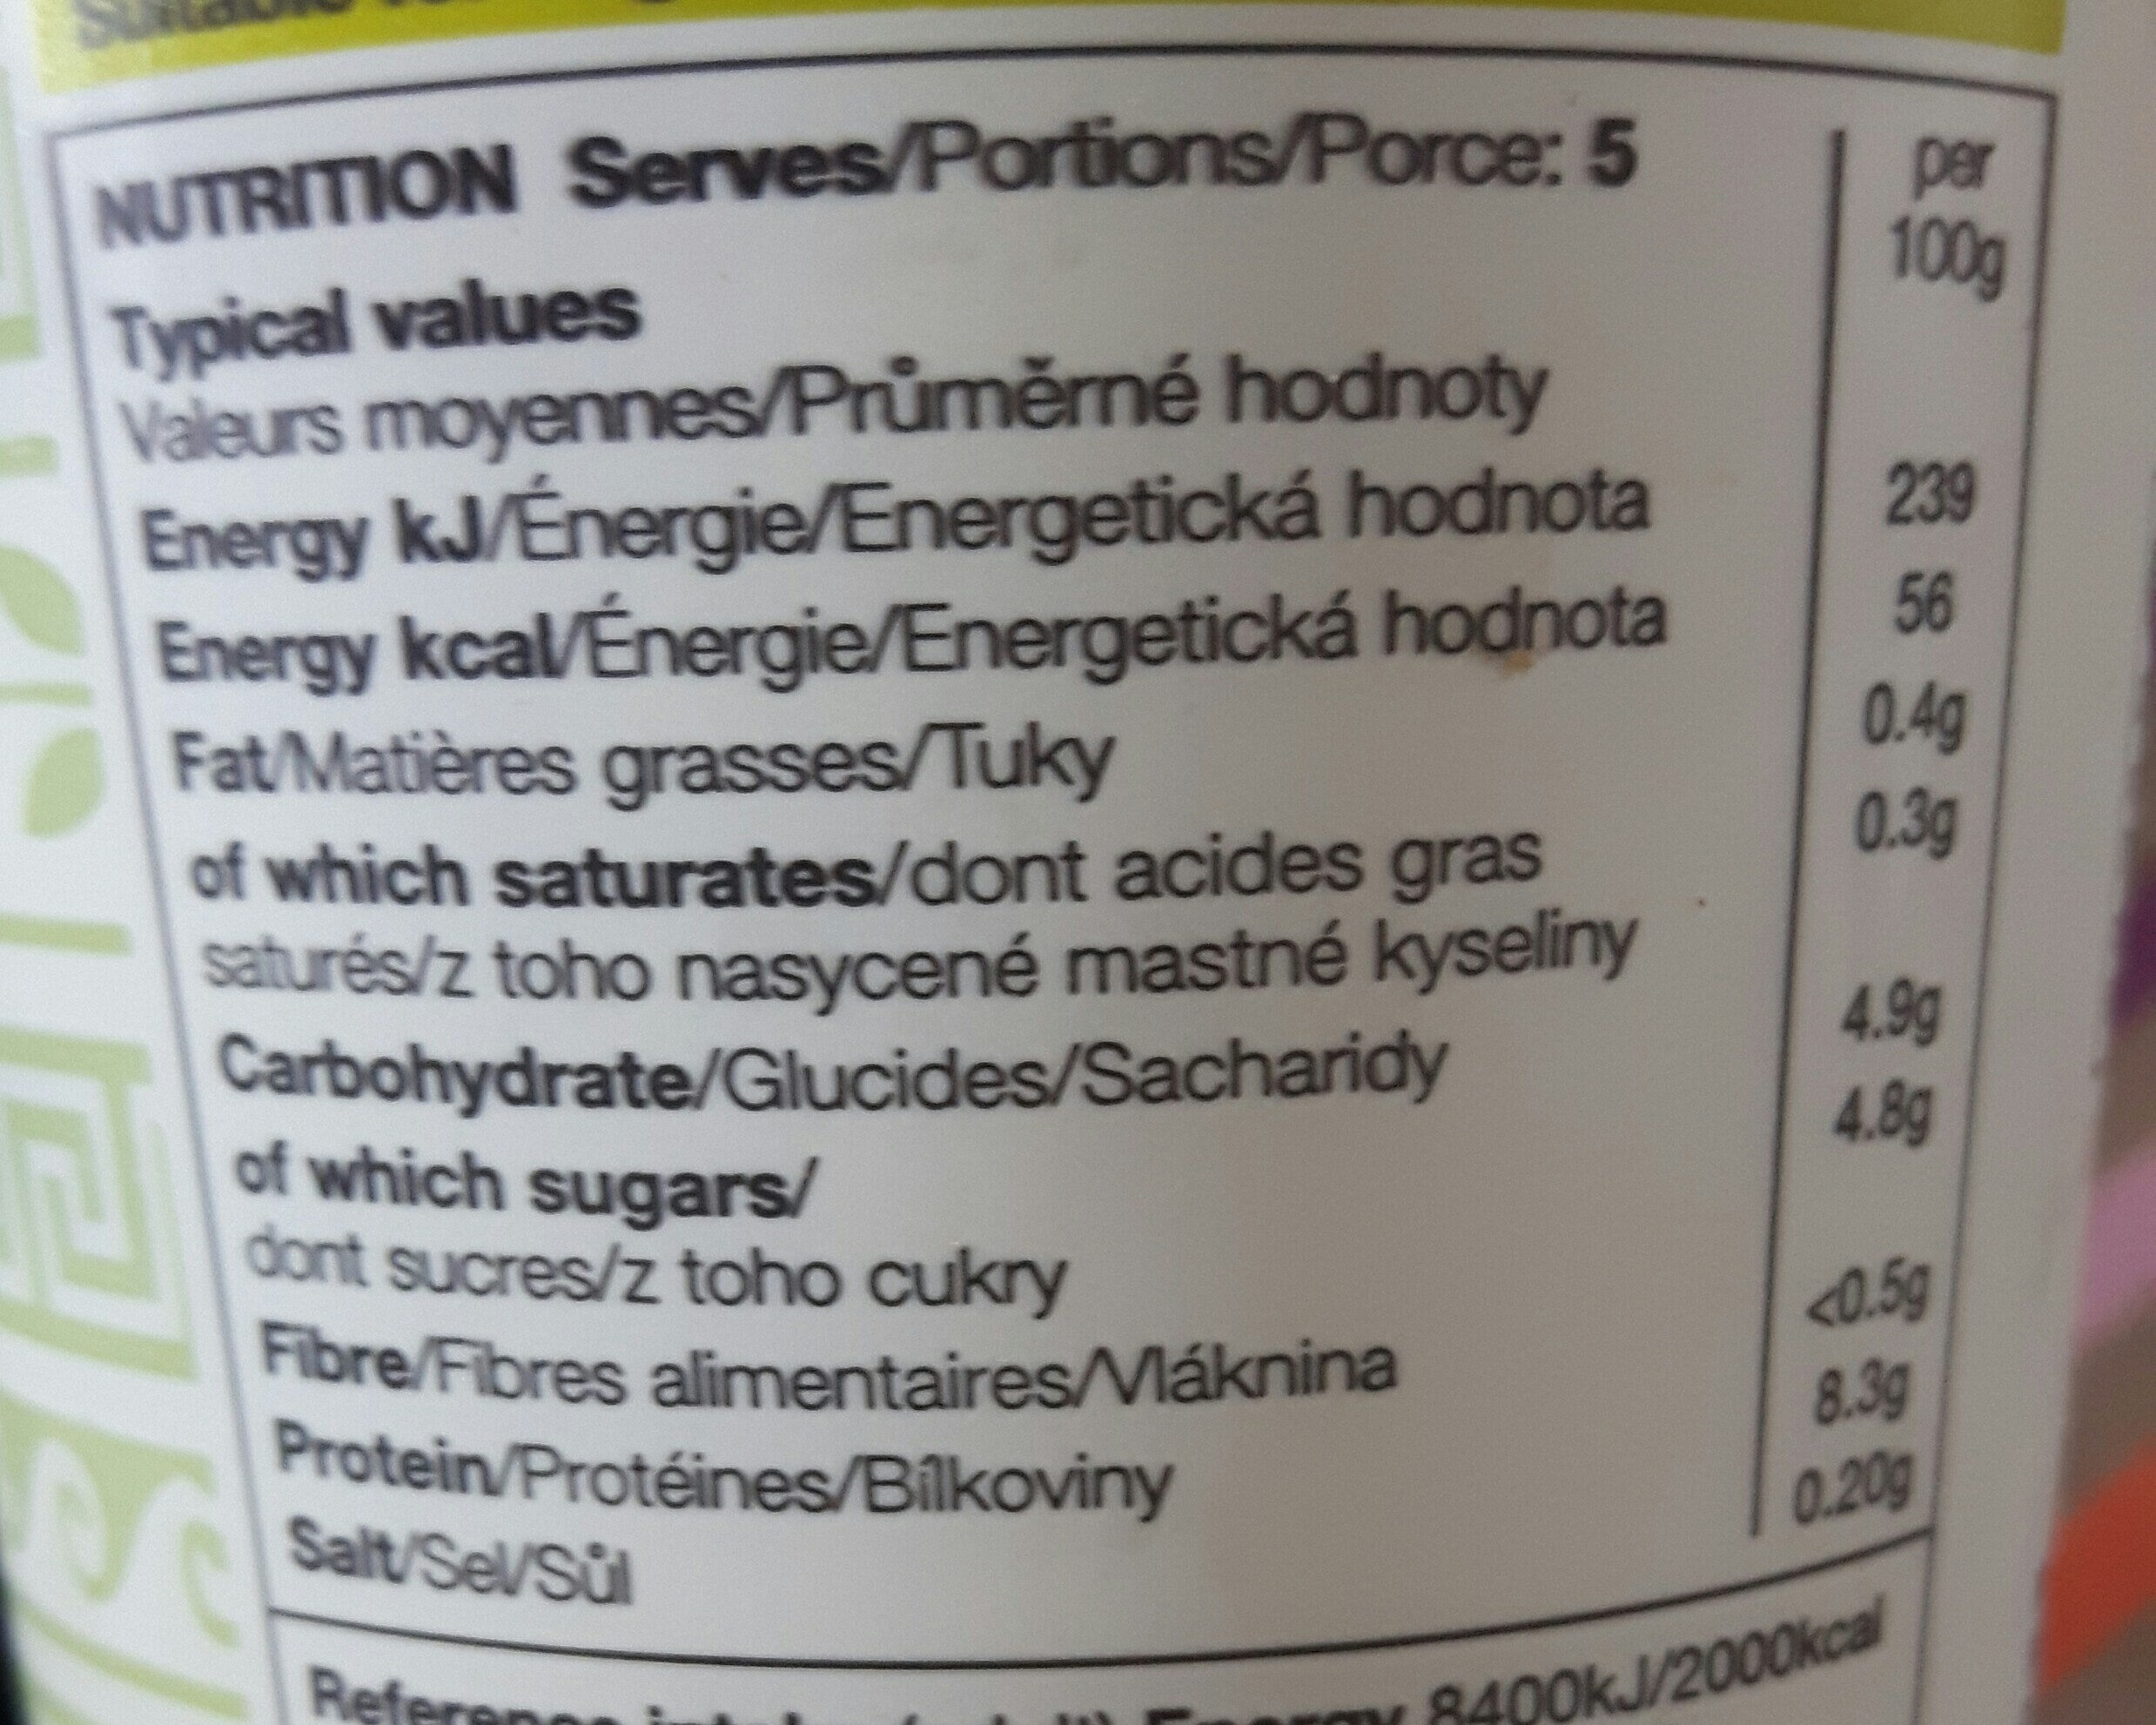 NUTRITION Serves/Portions/Porce: 5 per
100g
Typical values
Valeurs moyennes/Průměrné hodnoty
Energy kJ/Énergie/Energetická hodnota 239
Energy kcal/Énergie/Energetická hodnota 56
Fat/Matières grasses/Tuky 0.4g
of which saturates/dont acides gras 0.3g
saturés/z toho nasycené mastné kyseliny
Carbohydrate/Glucides/Sacharidy 4.9g
of which sugars/ 4.8g
dont sucres/z toho cukry
Fibre/Fibres alimentaires/Vláknina <0.5g
Protein/Protéines/Bílkoviny 8.3g
Salt/Sel/Sůl 0.20g
Reference Energy 8400kJ/2000kcal